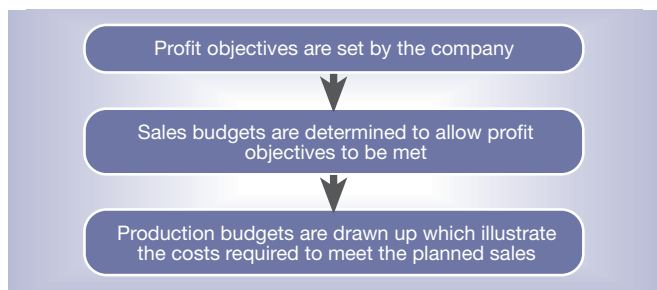 Profit objectives are set by the company
Sales budgets are determined to allow profit
objectives to be met
Production budgets are drawn up which illustrate
the costs required to meet the planned sales